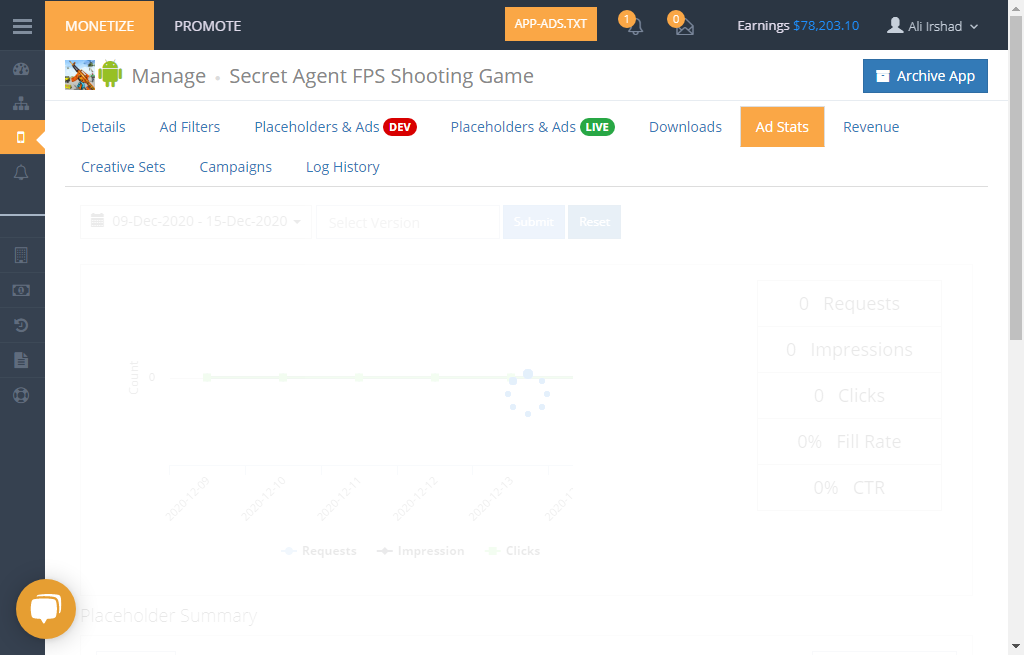 MONETIZE PROMOTE APP-ADS.TXT 1 0 Earnings $78,203.10 Ali Irshad
Manage • Secret Agent FPS Shooting Game Archive App
Details Ad Filters Placeholders & Ads DEV Placeholders & Ads LIVE Downloads Ad Stats Revenue
Creative Sets Campaigns Log History
09-Dec-2020 - 15-Dec-2020 Select Version Submit Reset
Count
0
2020-12-09 2020-12-10 2020-12-11 2020-12-12 2020-12-13 2020-1
Requests Impression Clicks
0 Requests
0 Impressions
0 Clicks
0% Fill Rate
0% CTR
Placeholder Summary